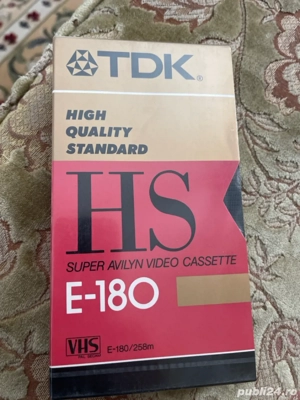 TDK®
HIGH
QUALITY
STANDARD
HS
SUPER AVILYN VIDEO CASSETTE
E-180
VHS
E-180/258m
publi24.ro